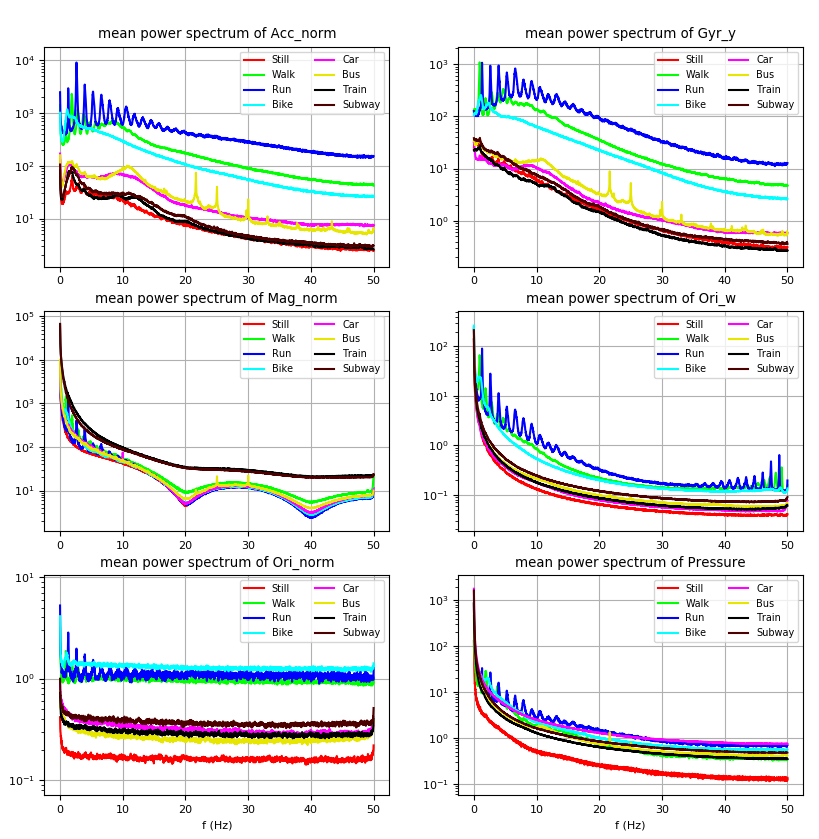 mean power spectrum of Acc_norm
10⁴
10³
10²
10¹
0 10 20 30 40 50
Still Car
Walk Bus
Run Train
Bike Subway
mean power spectrum of Gyr_y
10³
10²
10¹
10⁰
0 10 20 30 40 50
Still Car
Walk Bus
Run Train
Bike Subway
mean power spectrum of Mag_norm
10⁵
10⁴
10³
10²
10¹
0 10 20 30 40 50
Still Car
Walk Bus
Run Train
Bike Subway
mean power spectrum of Ori_w
10²
10¹
10⁰
10⁻¹
0 10 20 30 40 50
Still Car
Walk Bus
Run Train
Bike Subway
mean power spectrum of Ori_norm
10¹
10⁰
10⁻¹
0 10 20 30 40 50
f (Hz)
Still Car
Walk Bus
Run Train
Bike Subway
mean power spectrum of Pressure
10³
10²
10¹
10⁰
10⁻¹
0 10 20 30 40 50
f (Hz)
Still Car
Walk Bus
Run Train
Bike Subway